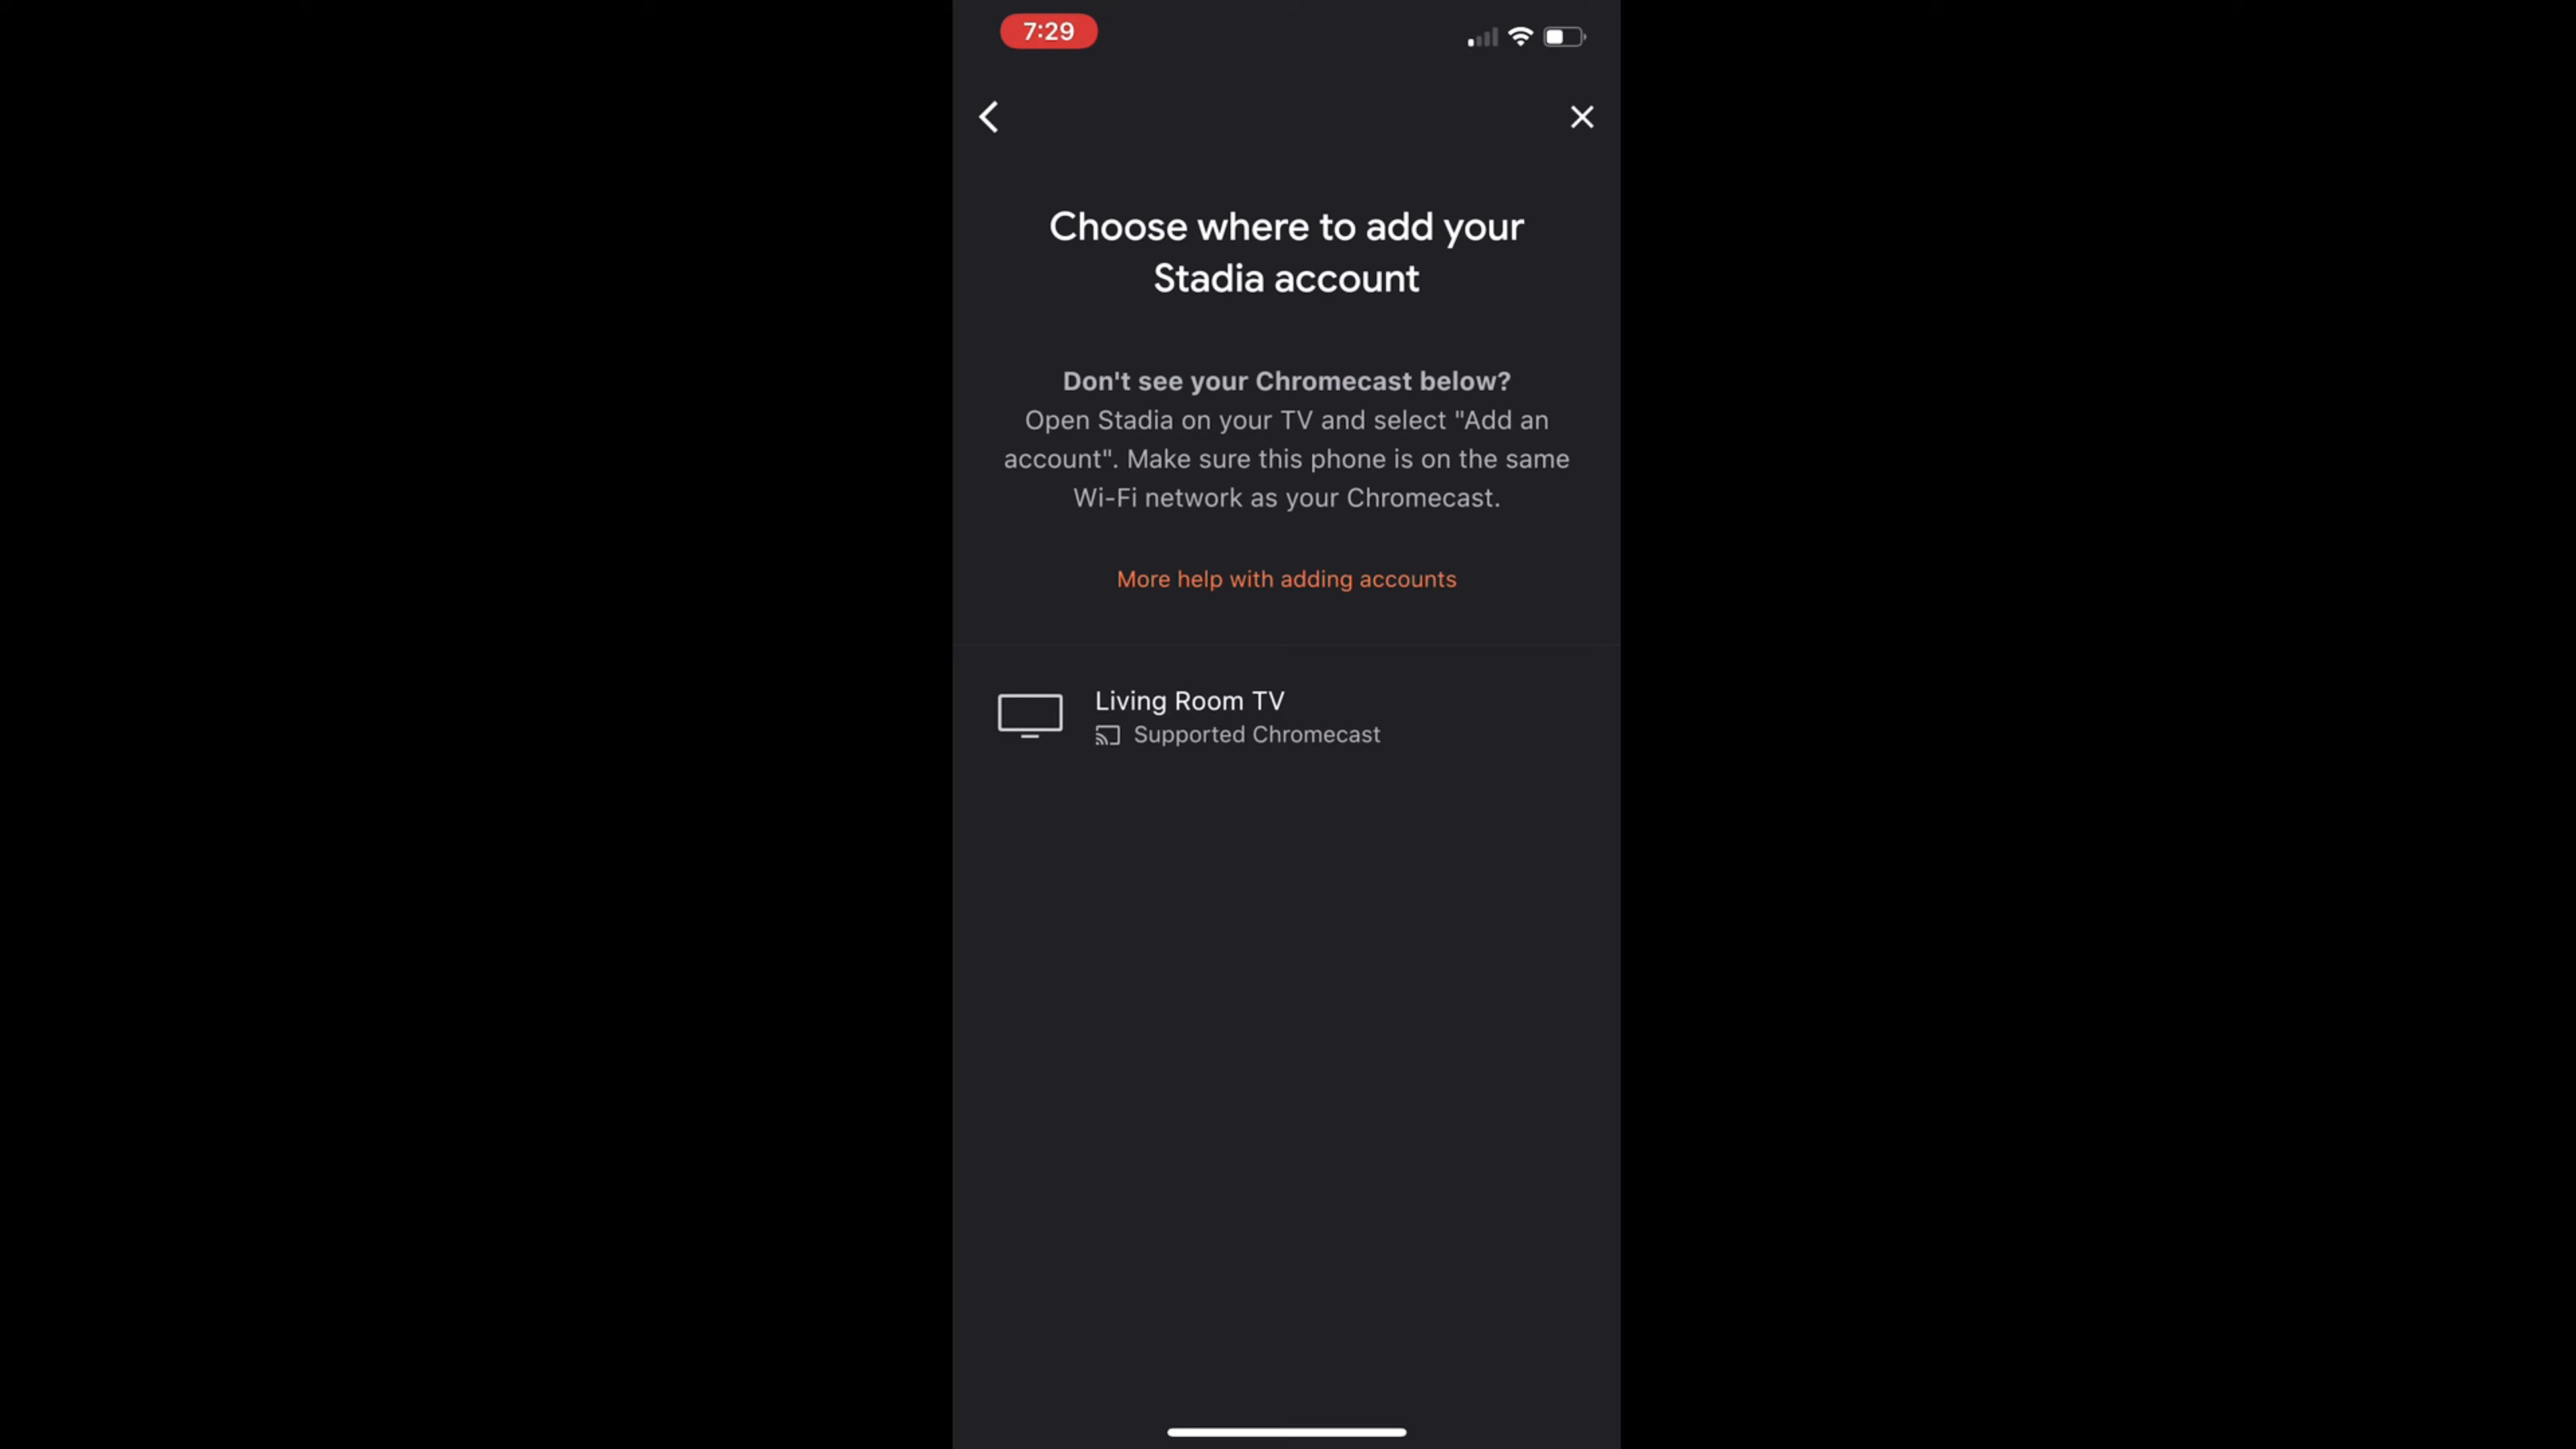 7:29
Choose where to add your
Stadia account
Don't see your Chromecast below?
Open Stadia on your TV and select "Add an
account". Make sure this phone is on the same
Wi-Fi network as your Chromecast.
More help with adding accounts
Living Room TV
Supported Chromecast